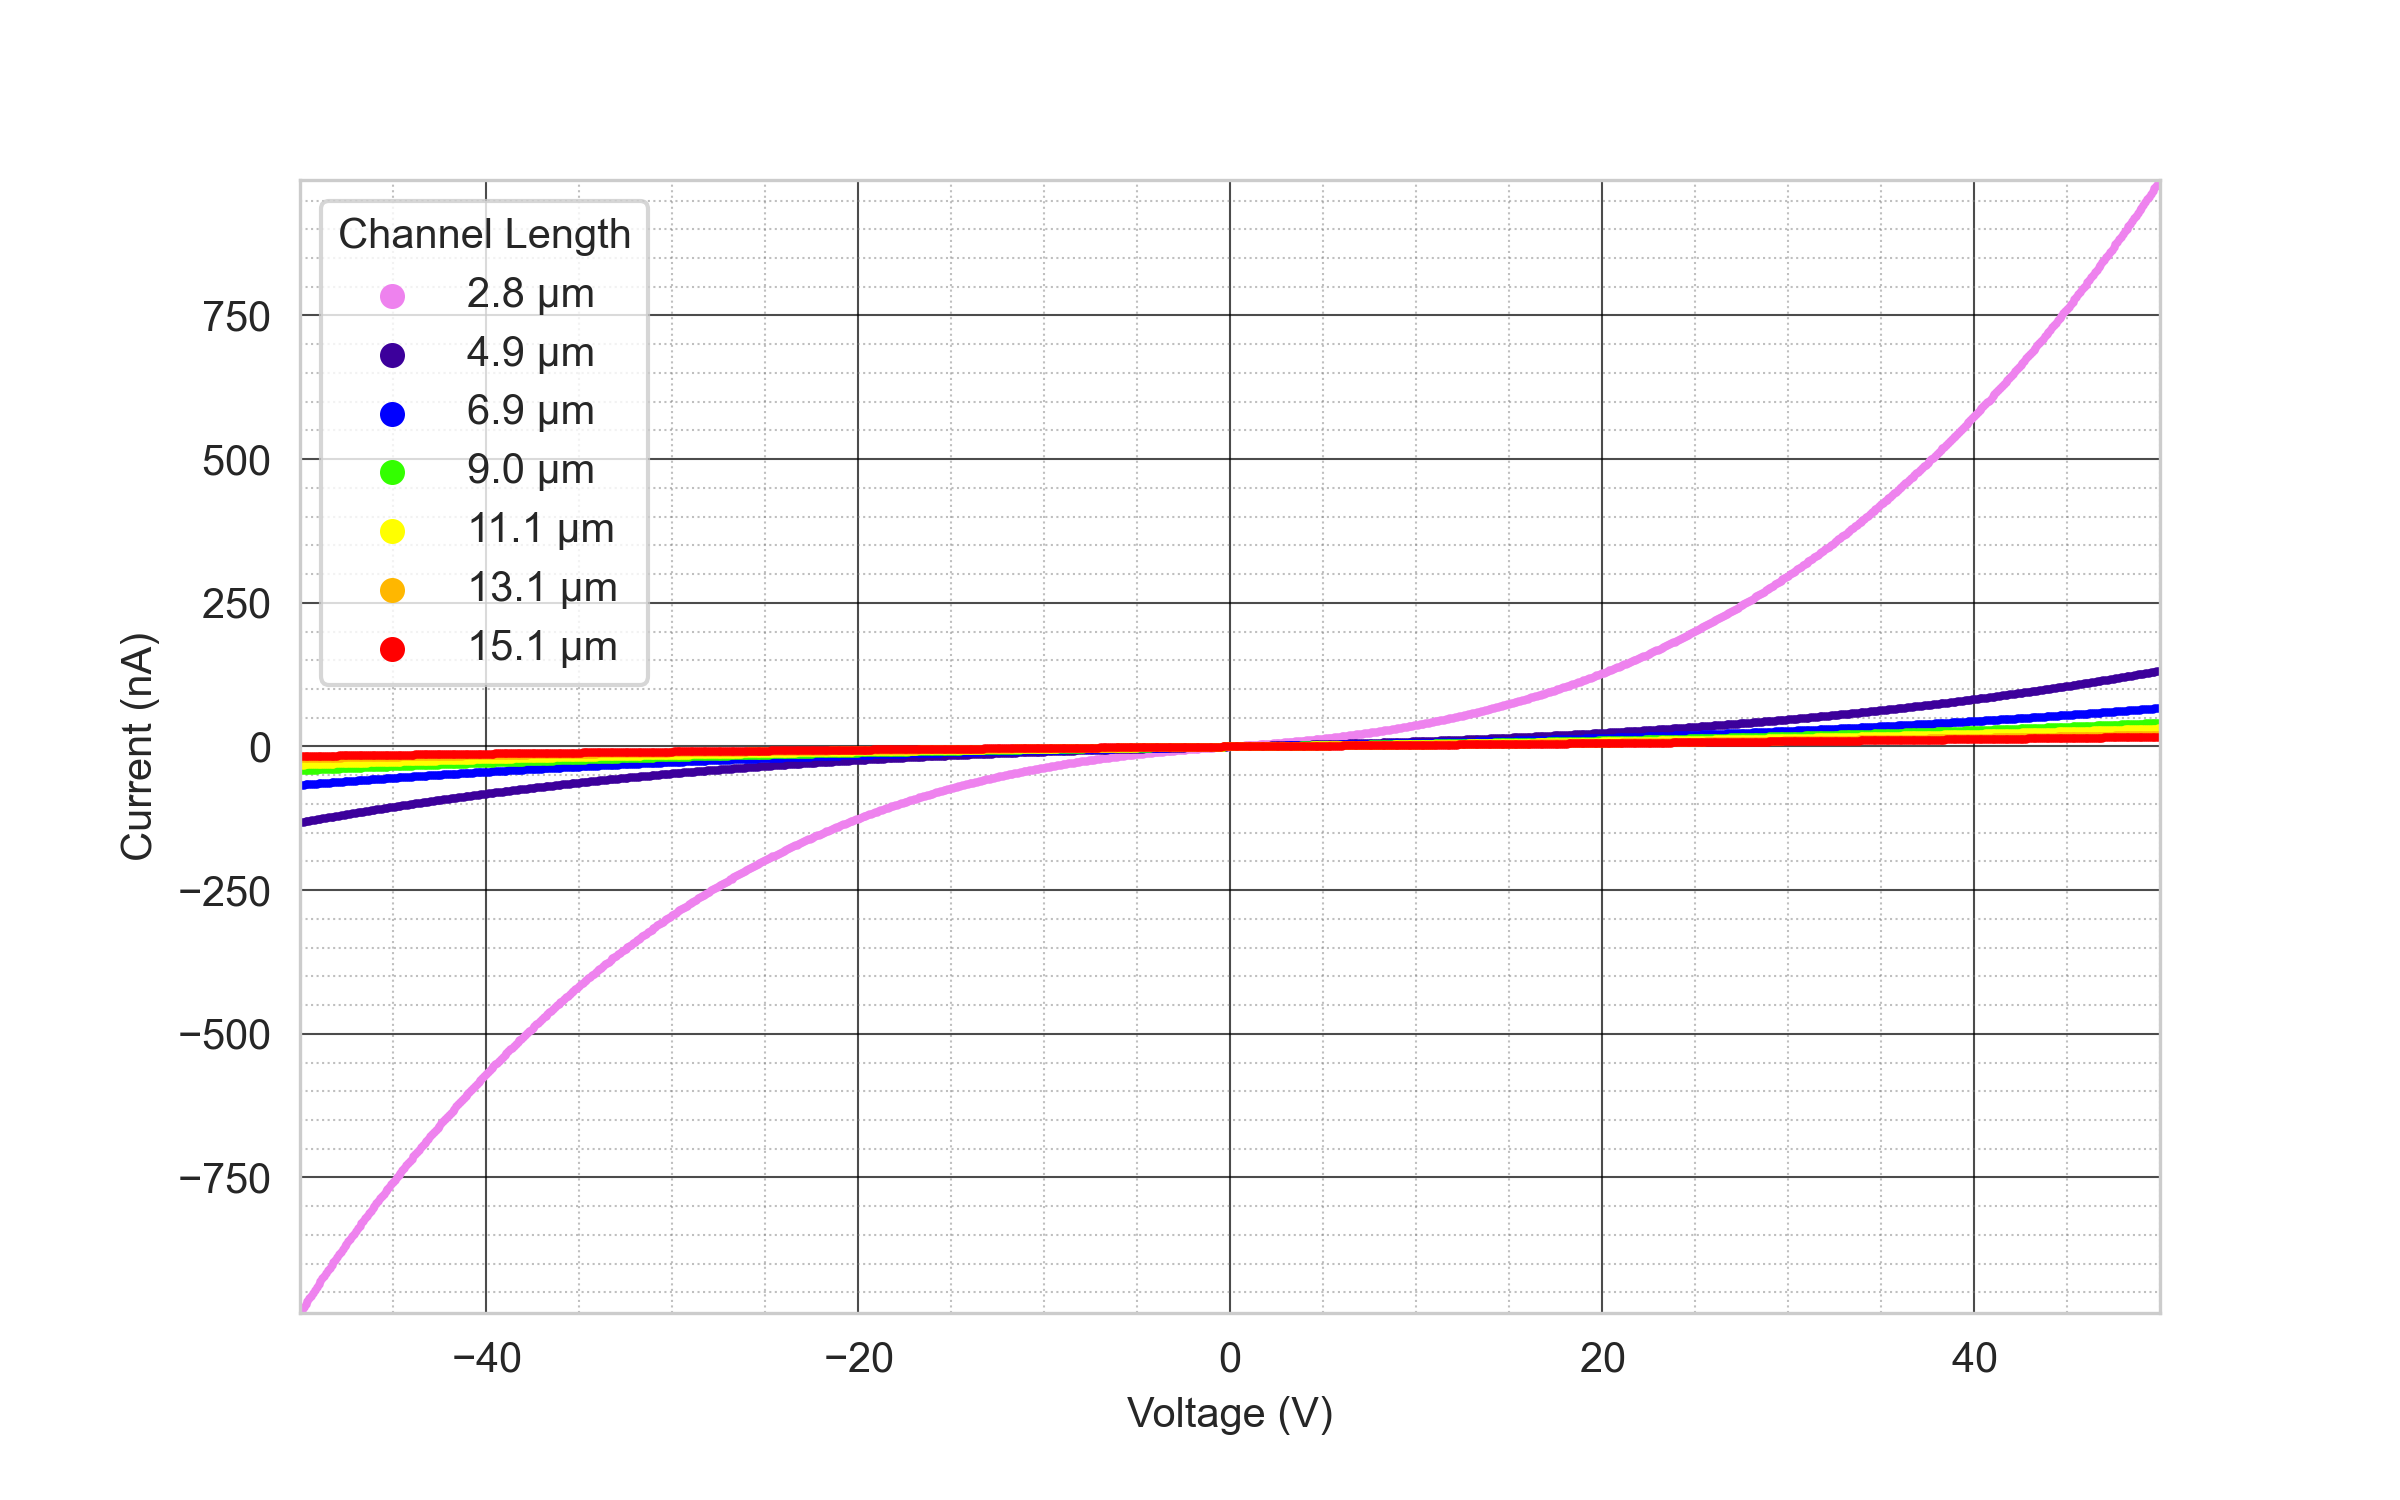 Channel Length
2.8 µm
4.9 µm
6.9 µm
9.0 µm
11.1 µm
13.1 µm
15.1 µm
750
500
250
0
−250
−500
−750
Current (nA)
−40
−20
0
20
40
Voltage (V)